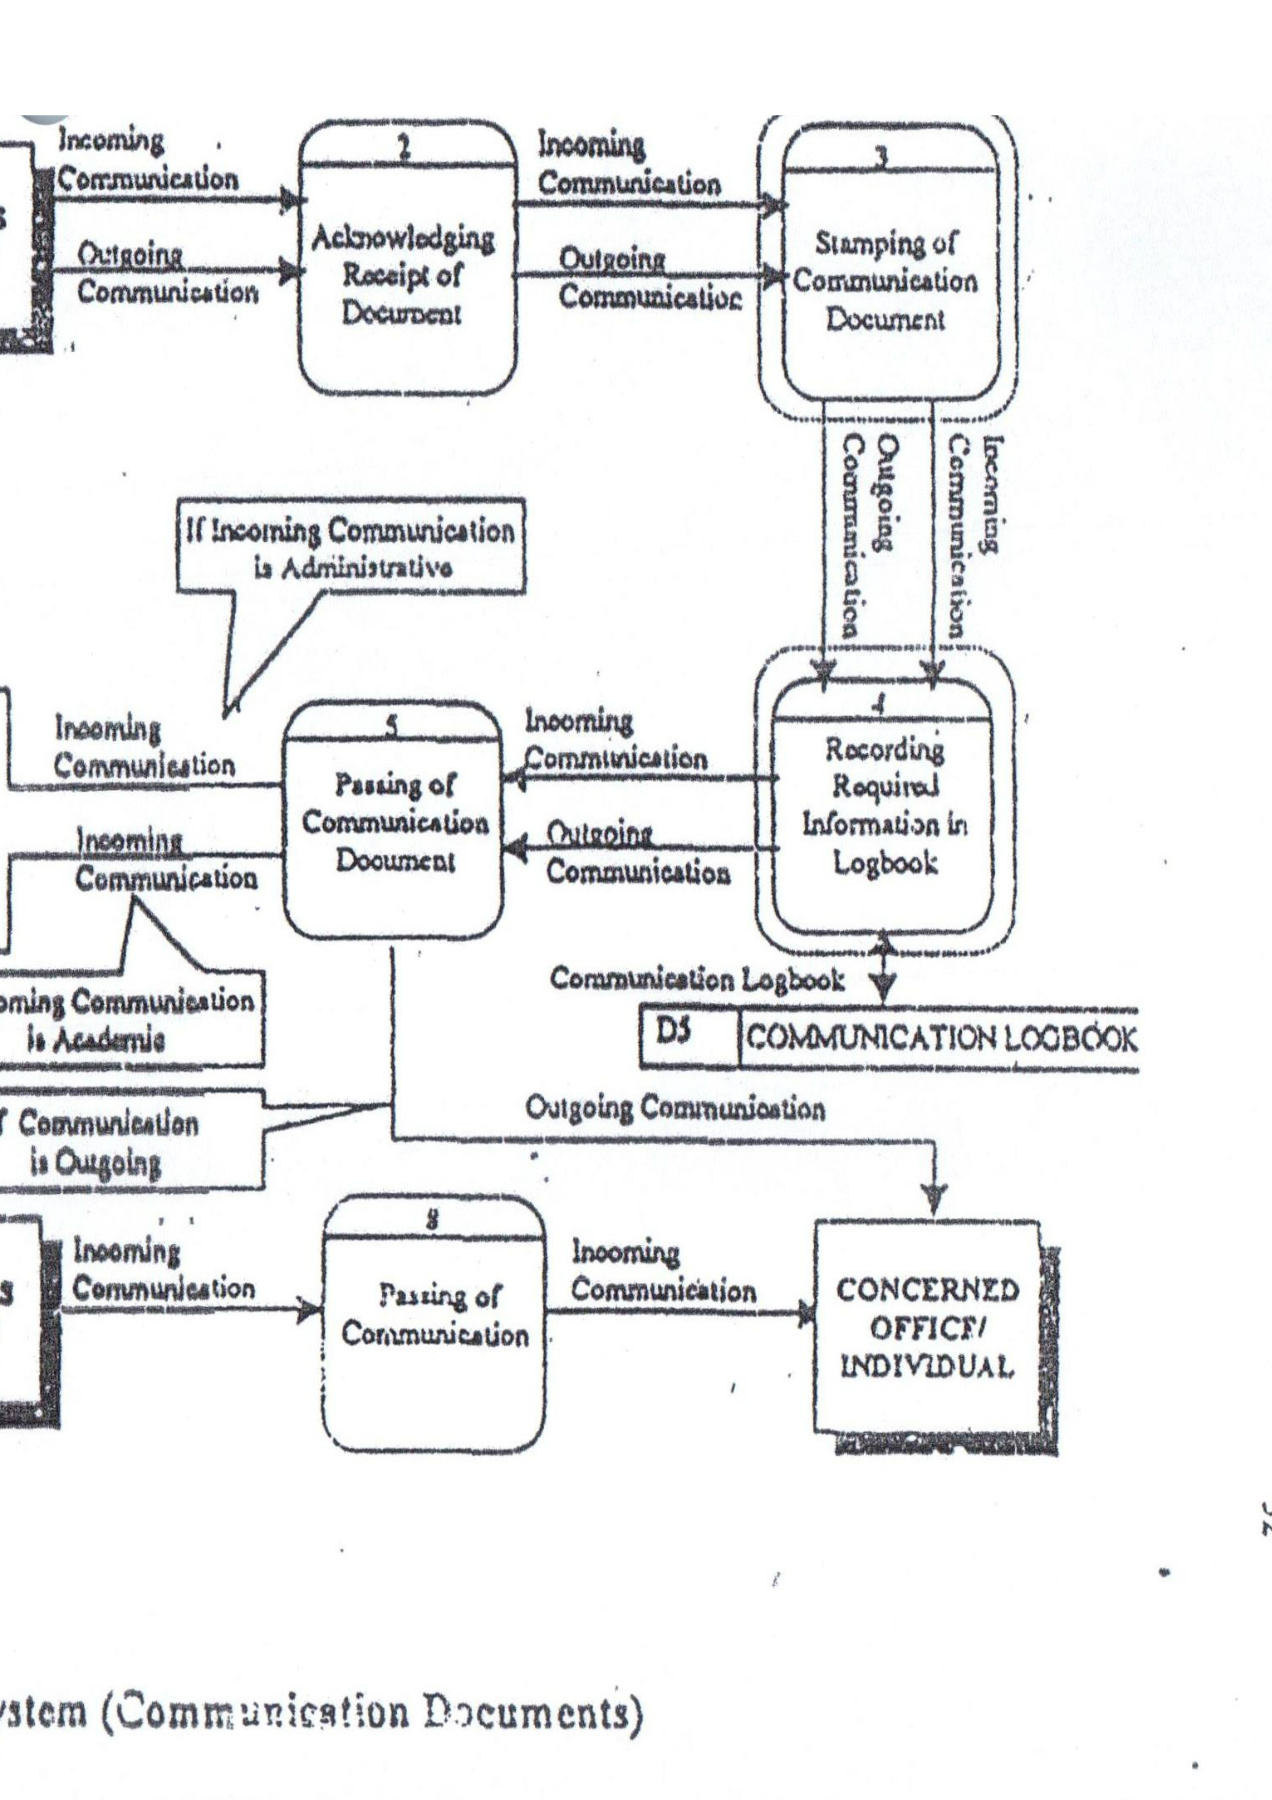 Incoming
Communication
Outgoing
Communication
2
Acknowledging
Receipt of
Document
Incoming
Communication
Outgoing
Communication
3
Stamping of
Communication
Document
S
Outgoing
Communication
Incoming
Communication
If Incoming Communication
is Administrative
Incoming
Communication
Incoming
Communication
5
Passing of
Communication
Document
Incoming
Communication
Outgoing
Communication
4
Recording
Required
Information in
Logbook
oming Communication
is Academic
Communication Logbook
D5 COMMUNICATION LOGBOOK
f Communication
is Outgoing
Outgoing Communication
S
Incoming
Communication
8
Passing of
Communication
Incoming
Communication
CONCERNED
OFFICE/
INDIVIDUAL
ystem (Communication Documents)